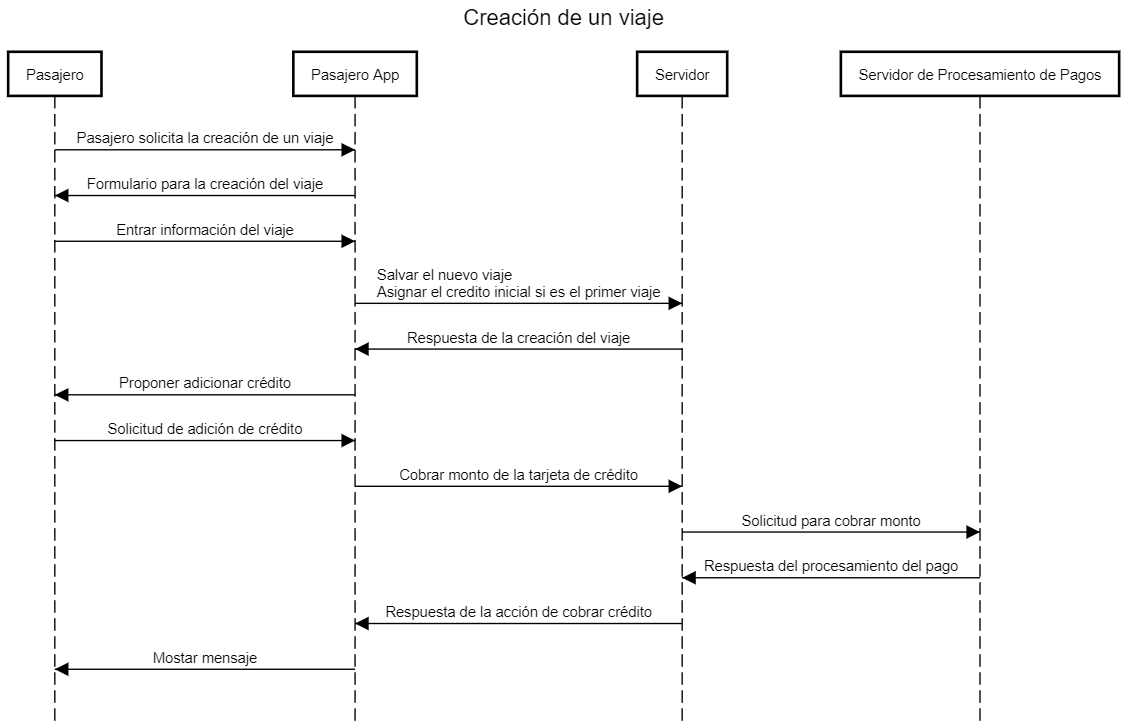 Creación de un viaje
Pasajero
Pasajero App
Servidor
Servidor de Procesamiento de Pagos
Pasajero solicita la creación de un viaje
Formulario para la creación del viaje
Entrar información del viaje
Salvar el nuevo viaje
Asignar el credito inicial si es el primer viaje
Respuesta de la creación del viaje
Proponer adicionar crédito
Solicitud de adición de crédito
Cobrar monto de la tarjeta de crédito
Solicitud para cobrar monto
Respuesta del procesamiento del pago
Respuesta de la acción de cobrar crédito
Mostar mensaje